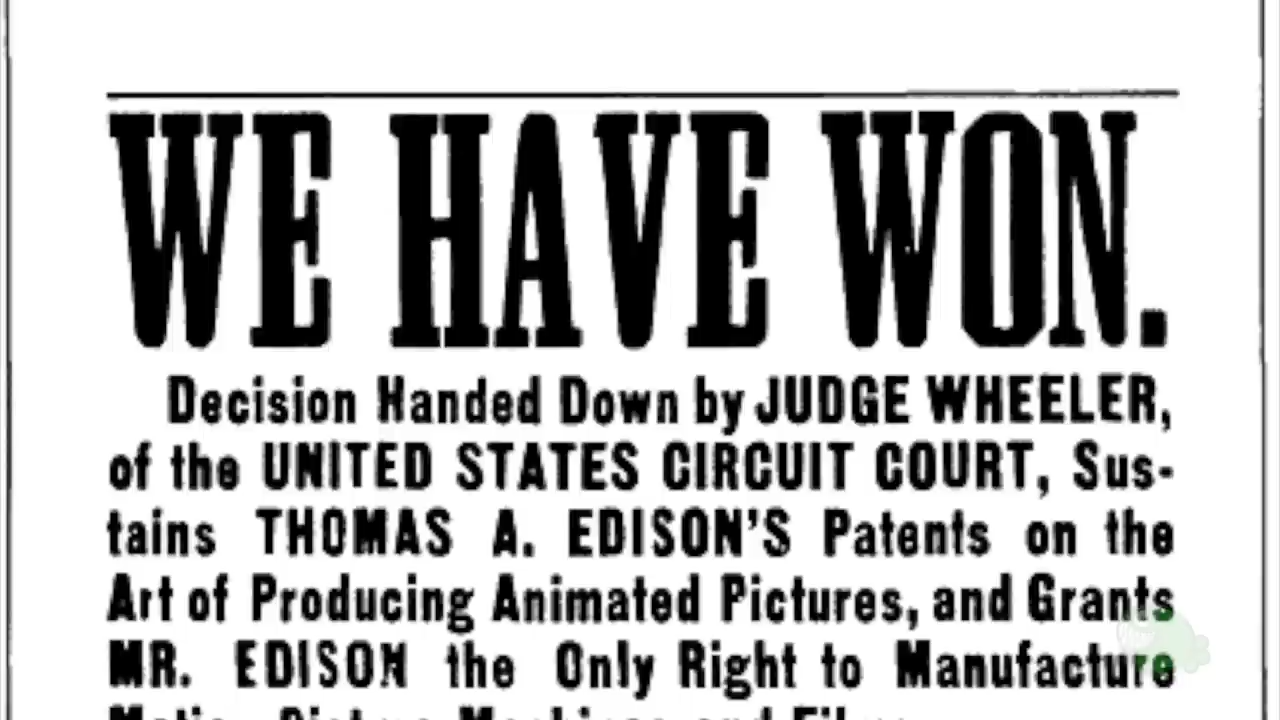 WE HAVE WON.
Decision Handed Down by JUDGE WHEELER,
of the UNITED STATES CIRCUIT COURT, Sus-
tains THOMAS A. EDISON'S Patents on the
Art of Producing Animated Pictures, and Grants
MR. EDISON the Only Right to Manufacture